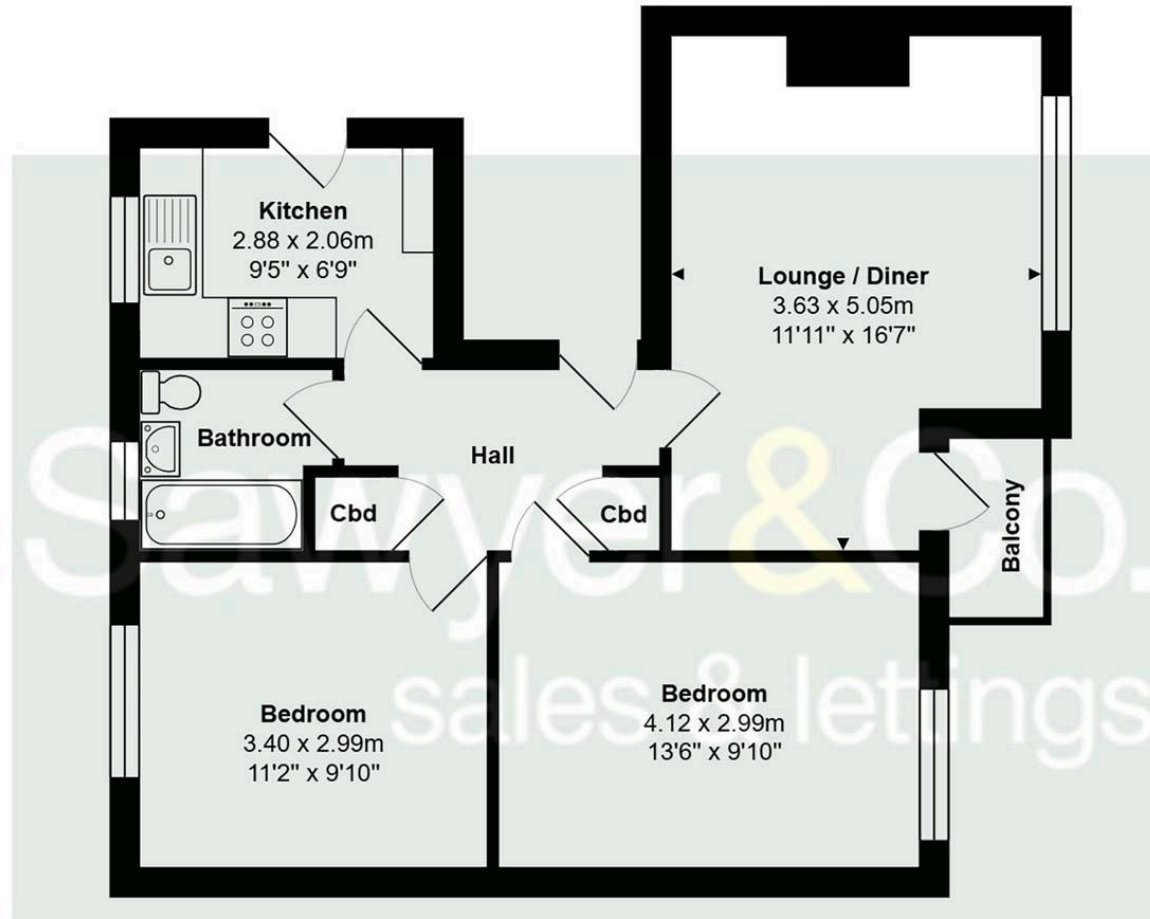 Kitchen
2.88 x 2.06m
9'5" x 6'9"
Lounge / Diner
3.63 x 5.05m
11'11" x 16'7"
Bathroom
Hall
Cbd
Cbd
Balcony
Sawyer&Co.
sales & lettings
Bedroom
3.40 x 2.99m
11'2" x 9'10"
Bedroom
4.12 x 2.99m
13'6" x 9'10"